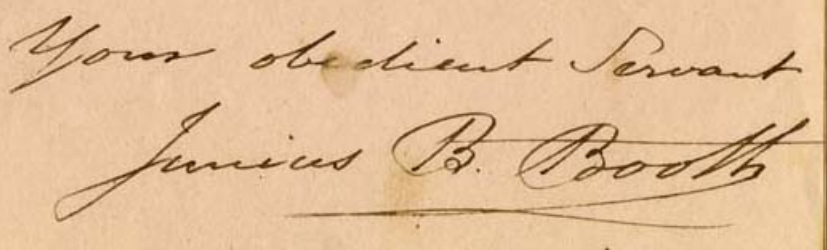 Your obedient Servant
Junius B. Booth